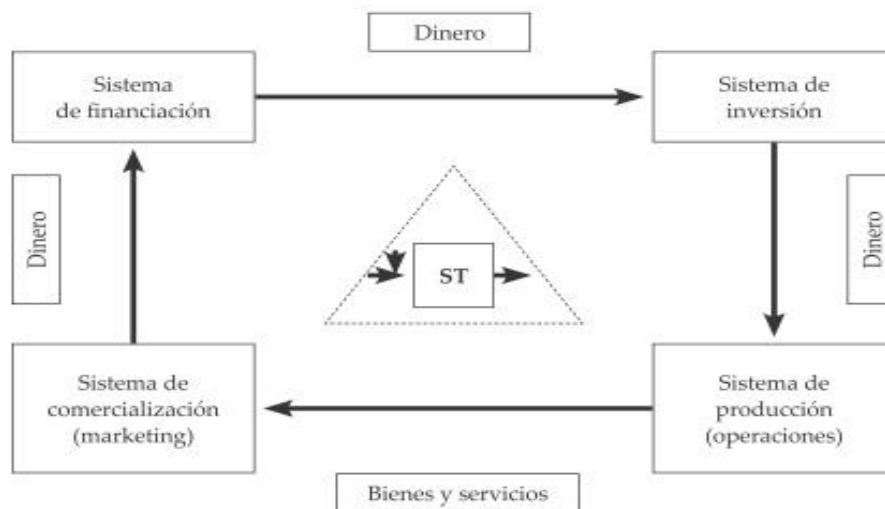 Dinero
Sistema
de financiación
Sistema de
inversión
Dinero
Dinero
ST
Sistema de
comercialización
(marketing)
Sistema de
producción
(operaciones)
Bienes y servicios